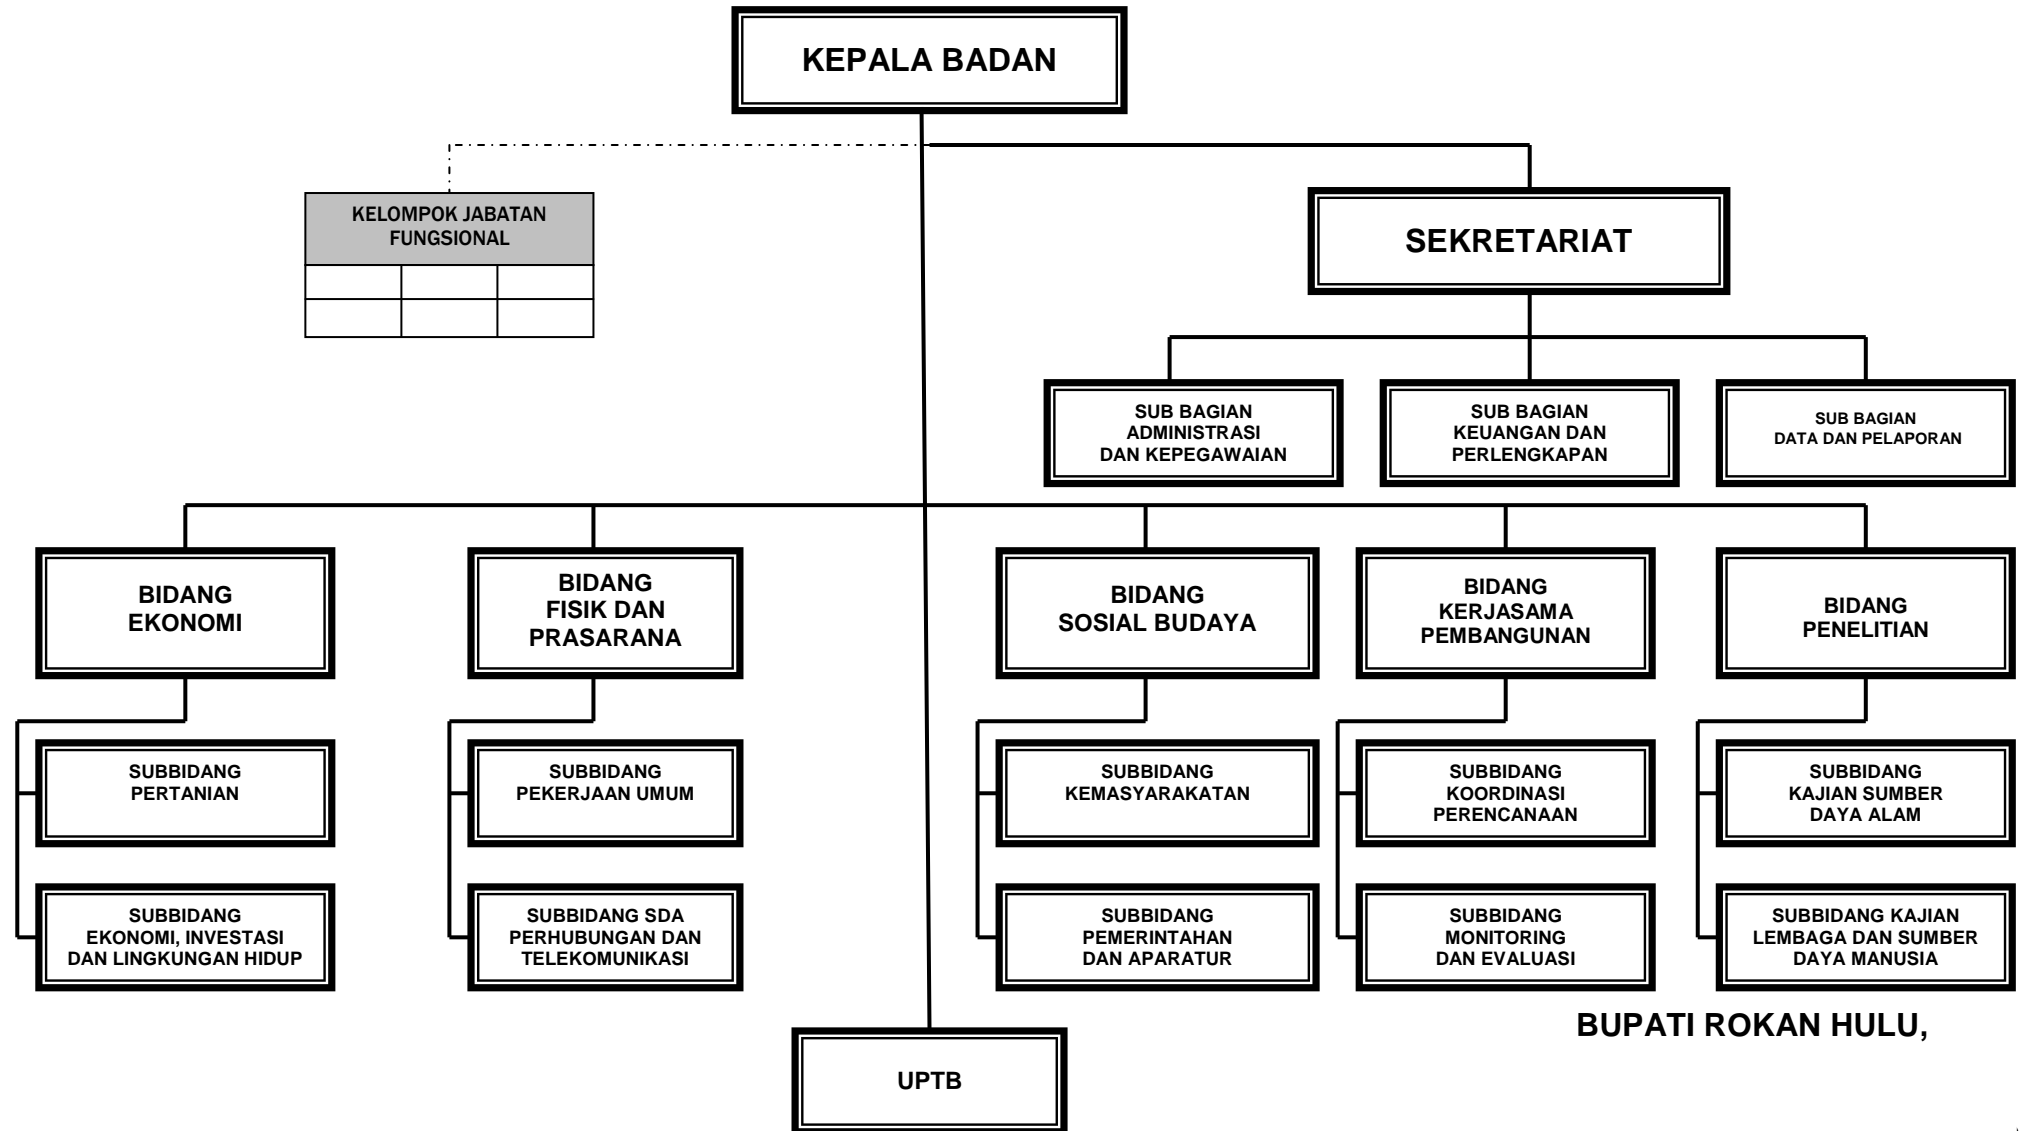 KEPALA BADAN
KELOMPOK JABATAN
FUNGSIONAL
SEKRETARIAT
SUB BAGIAN
ADMINISTRASI
DAN KEPEGAWAIAN
SUB BAGIAN
KEUANGAN DAN
PERLENGKAPAN
SUB BAGIAN
DATA DAN PELAPORAN
BIDANG
EKONOMI
BIDANG
FISIK DAN
PRASARANA
BIDANG
SOSIAL BUDAYA
BIDANG
KERJASAMA
PEMBANGUNAN
BIDANG
PENELITIAN
SUBBIDANG
PERTANIAN
SUBBIDANG
PEKERJAAN UMUM
SUBBIDANG
KEMASYARAKATAN
SUBBIDANG
KOORDINASI
PERENCANAAN
SUBBIDANG
KAJIAN SUMBER
DAYA ALAM
SUBBIDANG
EKONOMI, INVESTASI
DAN LINGKUNGAN HIDUP
SUBBIDANG SDA
PERHUBUNGAN DAN
TELEKOMUNIKASI
SUBBIDANG
PEMERINTAHAN
DAN APARATUR
SUBBIDANG
MONITORING
DAN EVALUASI
SUBBIDANG KAJIAN
LEMBAGA DAN SUMBER
DAYA MANUSIA
BUPATI ROKAN HULU,
UPTB